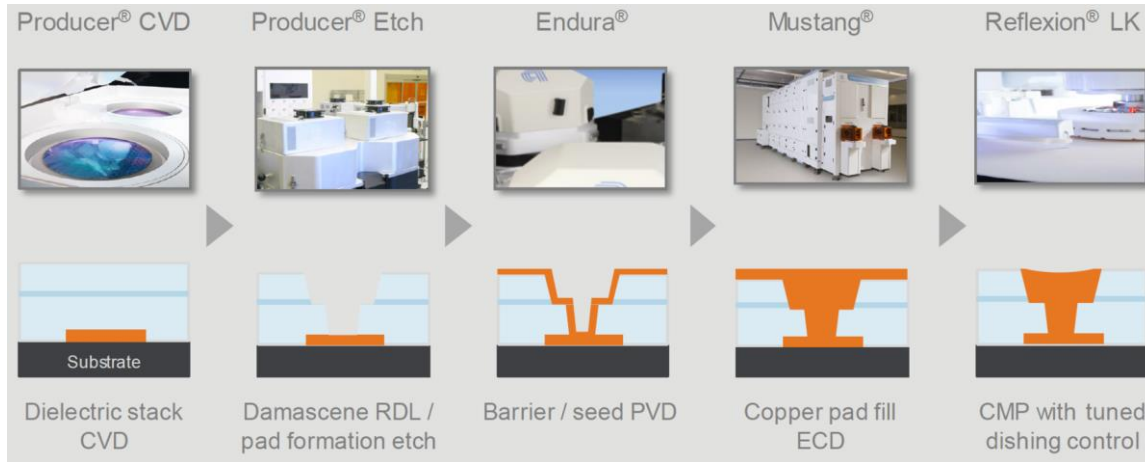 Producer® CVD
Producer® Etch
Endura®
Mustang®
Reflexion® LK
Substrate
Dielectric stack
CVD
Damascene RDL /
pad formation etch
Barrier / seed PVD
Copper pad fill
ECD
CMP with tuned
dishing control